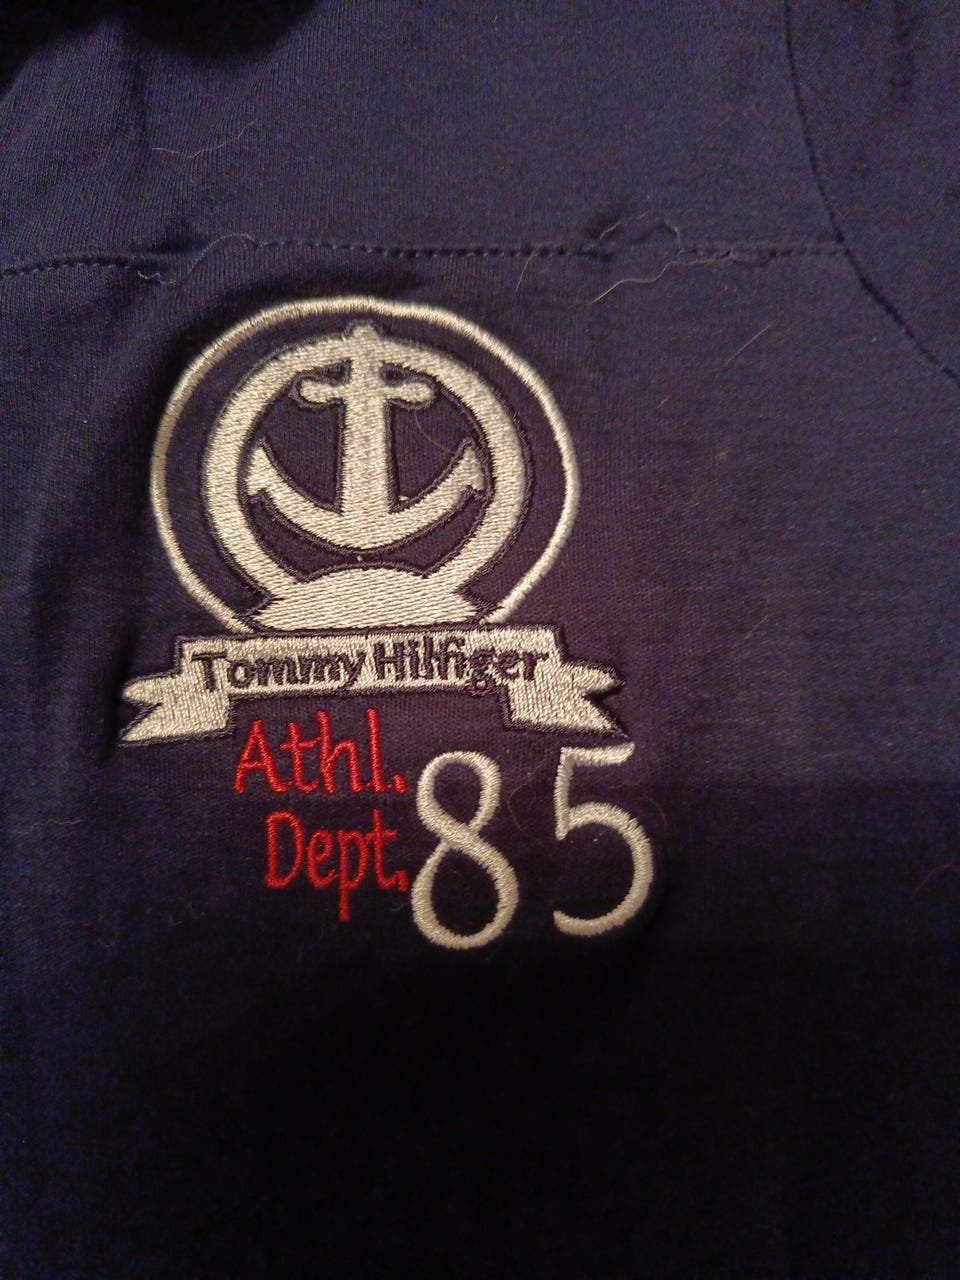 Tommy Hilfiger
Athl.
Dept. 85